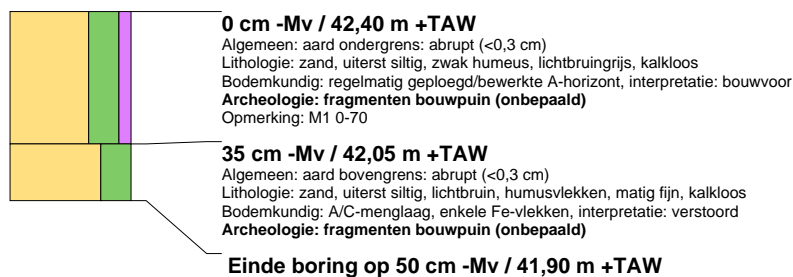 0 cm -Mv / 42,40 m +TAW
Algemeen: aard ondergrens: abrupt (<0,3 cm)
Lithologie: zand, uiterst siltig, zwak humeus, lichtbruingrijs, kalkloos
Bodemkundig: regelmatig geploegd/bewerkte A-horizont, interpretatie: bouwvoor
Archeologie: fragmenten bouwpuin (onbepaald)
Opmerking: M1 0-70
35 cm -Mv / 42,05 m +TAW
Algemeen: aard bovengrens: abrupt (<0,3 cm)
Lithologie: zand, uiterst siltig, lichtbruin, humusvlekken, matig fijn, kalkloos
Bodemkundig: A/C-menglaag, enkele Fe-vlekken, interpretatie: verstoord
Archeologie: fragmenten bouwpuin (onbepaald)
Einde boring op 50 cm -Mv / 41,90 m +TAW